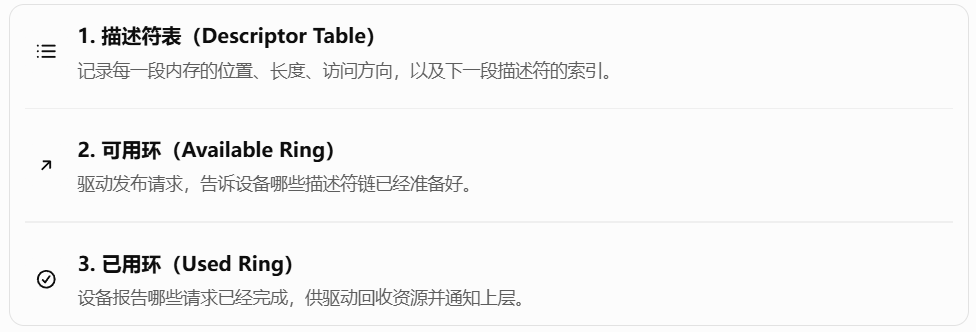 1. 描述符表（Descriptor Table）
记录每一段内存的位置、长度、访问方向，以及下一段描述符的索引。
2. 可用环（Available Ring）
驱动发布请求，告诉设备哪些描述符链已经准备好。
3. 已用环（Used Ring）
设备报告哪些请求已经完成，供驱动回收资源并通知上层。